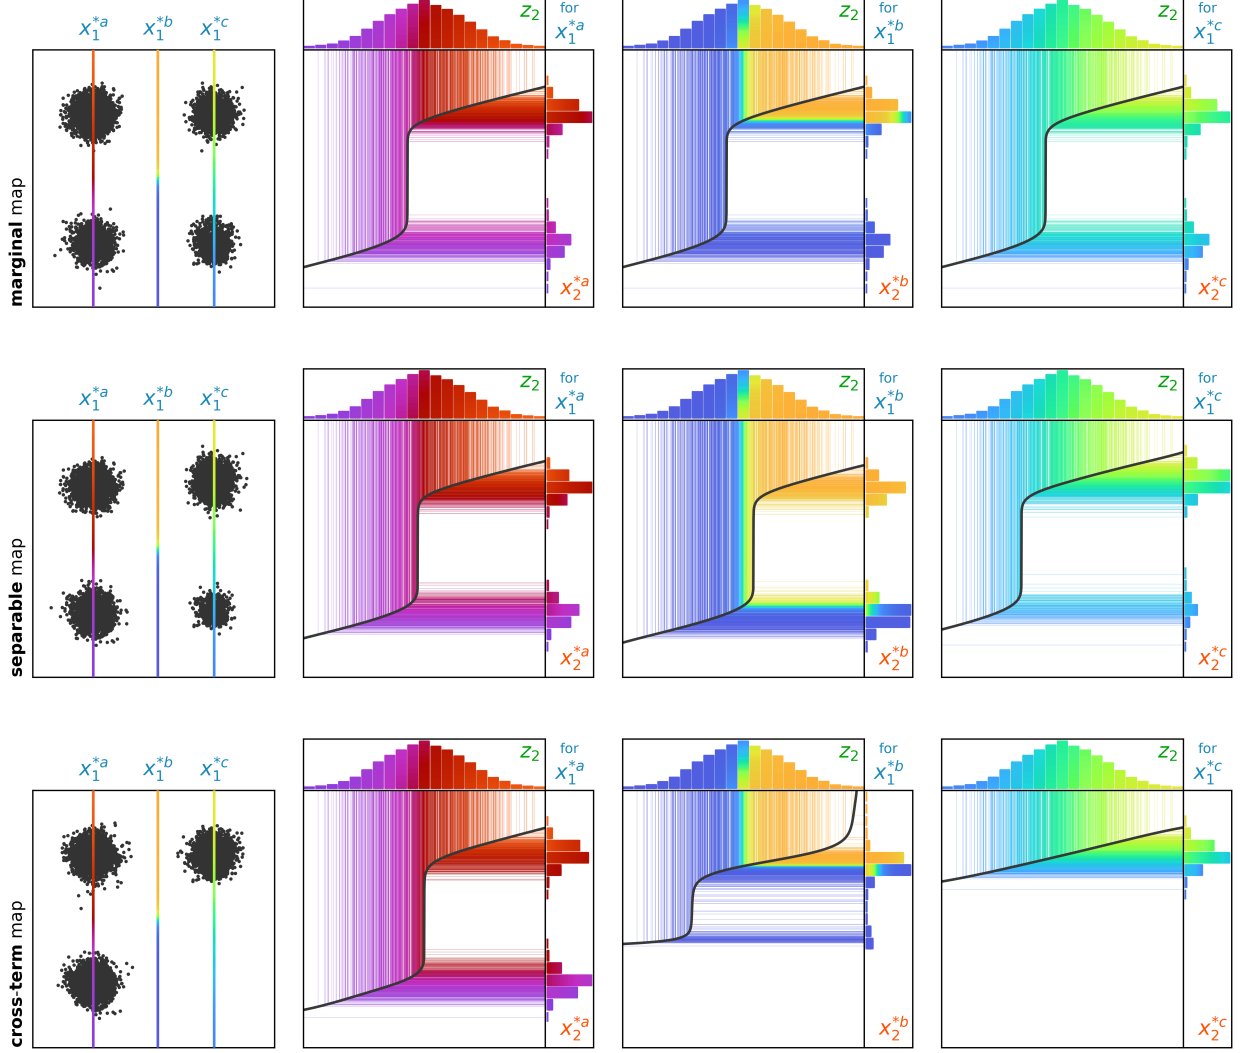 x₁*ᵃ x₁*ᵇ x₁*ᶜ
z₂ for x₁*ᵃ
z₂ for x₁*ᵇ
z₂ for x₁*ᶜ
marginal map
x₂*ᵃ
x₂*ᵇ
x₂*ᶜ
x₁*ᵃ x₁*ᵇ x₁*ᶜ
z₂ for x₁*ᵃ
z₂ for x₁*ᵇ
z₂ for x₁*ᶜ
separable map
x₂*ᵃ
x₂*ᵇ
x₂*ᶜ
x₁*ᵃ x₁*ᵇ x₁*ᶜ
z₂ for x₁*ᵃ
z₂ for x₁*ᵇ
z₂ for x₁*ᶜ
cross-term map
x₂*ᵃ
x₂*ᵇ
x₂*ᶜ